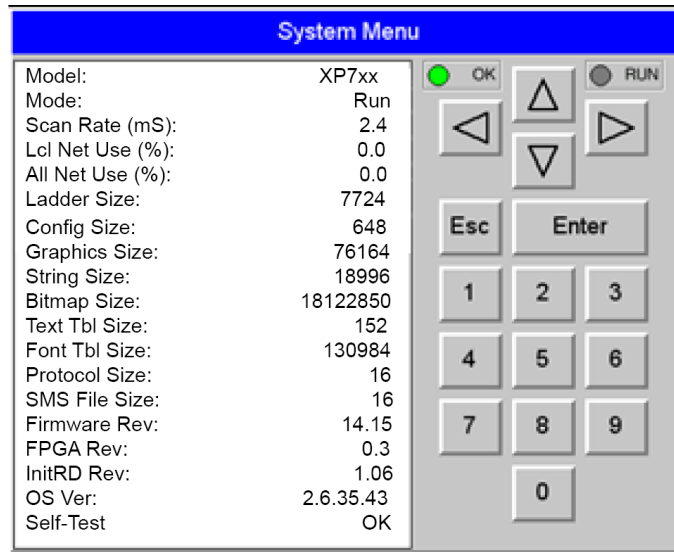 System Menu
Model: XP7xx
Mode: Run
Scan Rate (mS): 2.4
Lcl Net Use (%): 0.0
All Net Use (%): 0.0
Ladder Size: 7724
Config Size: 648
Graphics Size: 76164
String Size: 18996
Bitmap Size: 18122850
Text Tbl Size: 152
Font Tbl Size: 130984
Protocol Size: 16
SMS File Size: 16
Firmware Rev: 14.15
FPGA Rev: 0.3
InitRD Rev: 1.06
OS Ver: 2.6.35.43
Self-Test OK
OK RUN
Esc Enter
1 2 3
4 5 6
7 8 9
0